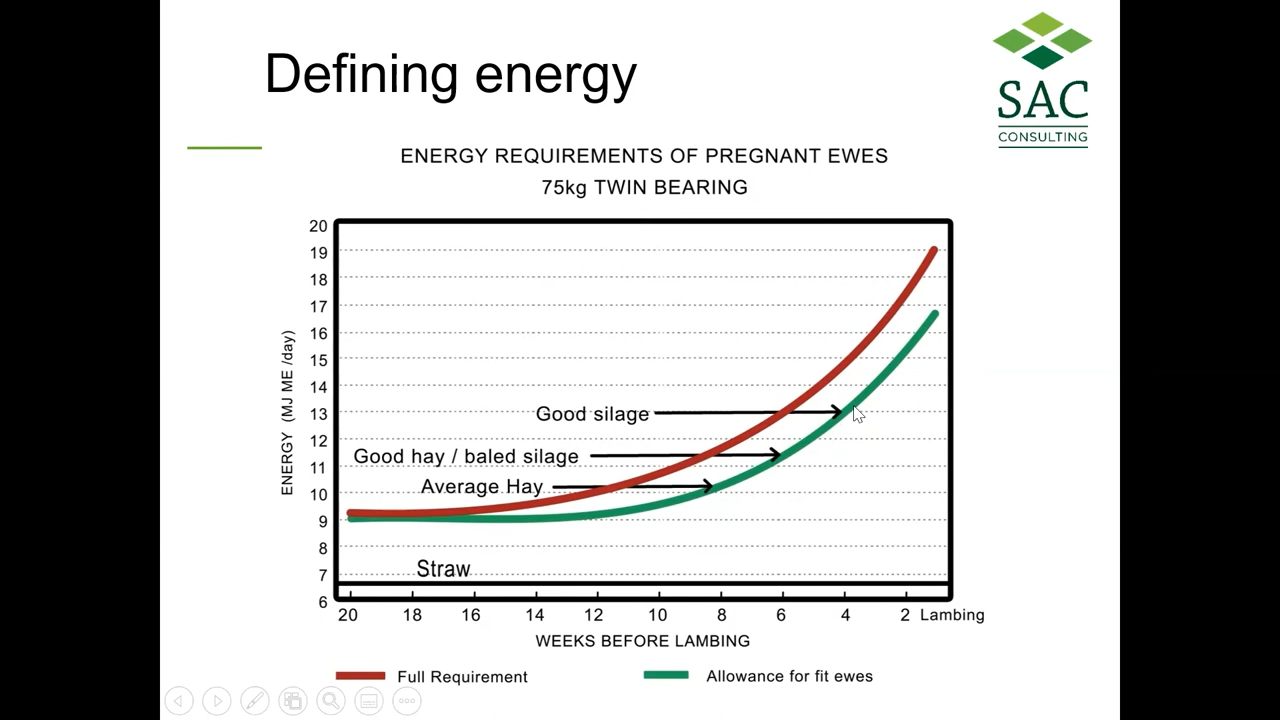 Defining energy
SAC
CONSULTING
ENERGY REQUIREMENTS OF PREGNANT EWES
75kg TWIN BEARING
ENERGY (MJ ME /day)
20
19
18
17
16
15
14
13
12
11
10
9
8
7
6
Good silage
Good hay / baled silage
Average Hay
Straw
20 18 16 14 12 10 8 6 4 2 Lambing
WEEKS BEFORE LAMBING
Full Requirement
Allowance for fit ewes